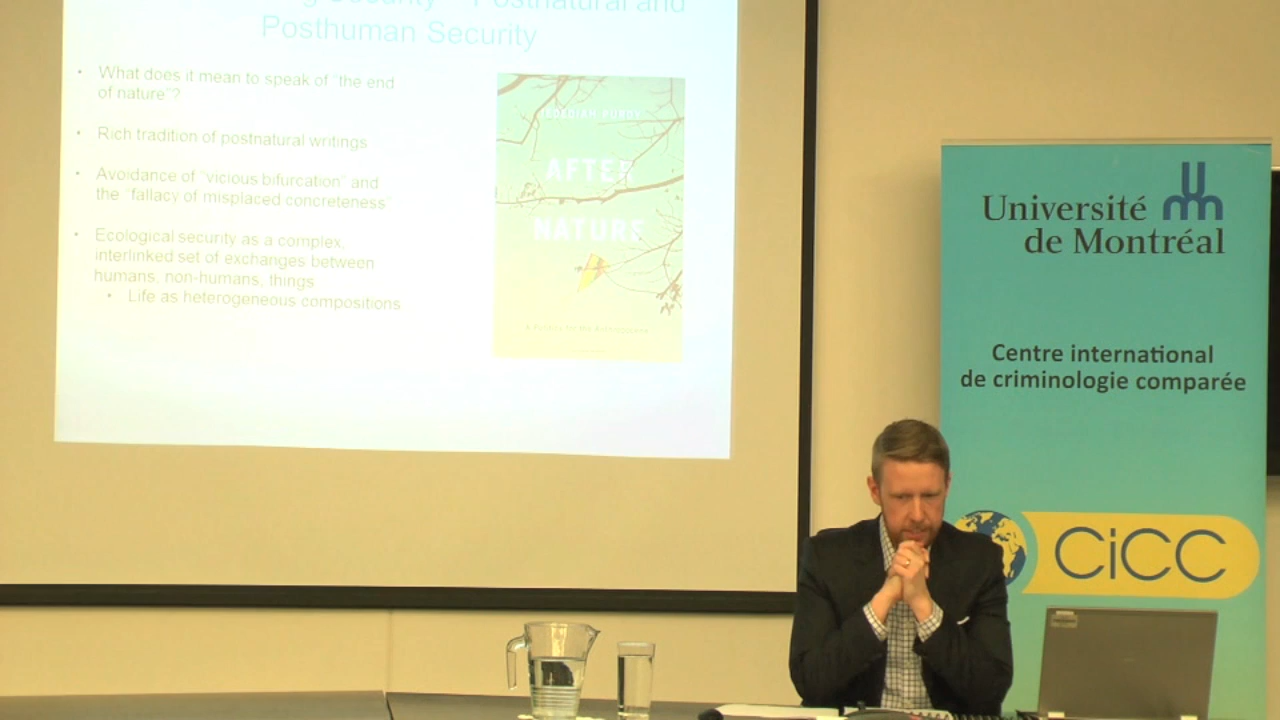 Security – Postnatural and
Posthuman Security
• What does it mean to speak of "the end
of nature"?
• Rich tradition of postnatural writings
• Avoidance of "vicious bifurcation" and
the "fallacy of misplaced concreteness"
• Ecological security as a complex,
interlinked set of exchanges between
humans, non-humans, things
• Life as heterogeneous compositions
JEDEDIAH PURDY
AFTER
NATURE
Université
de Montréal
Centre international
de criminologie comparée
CiCC